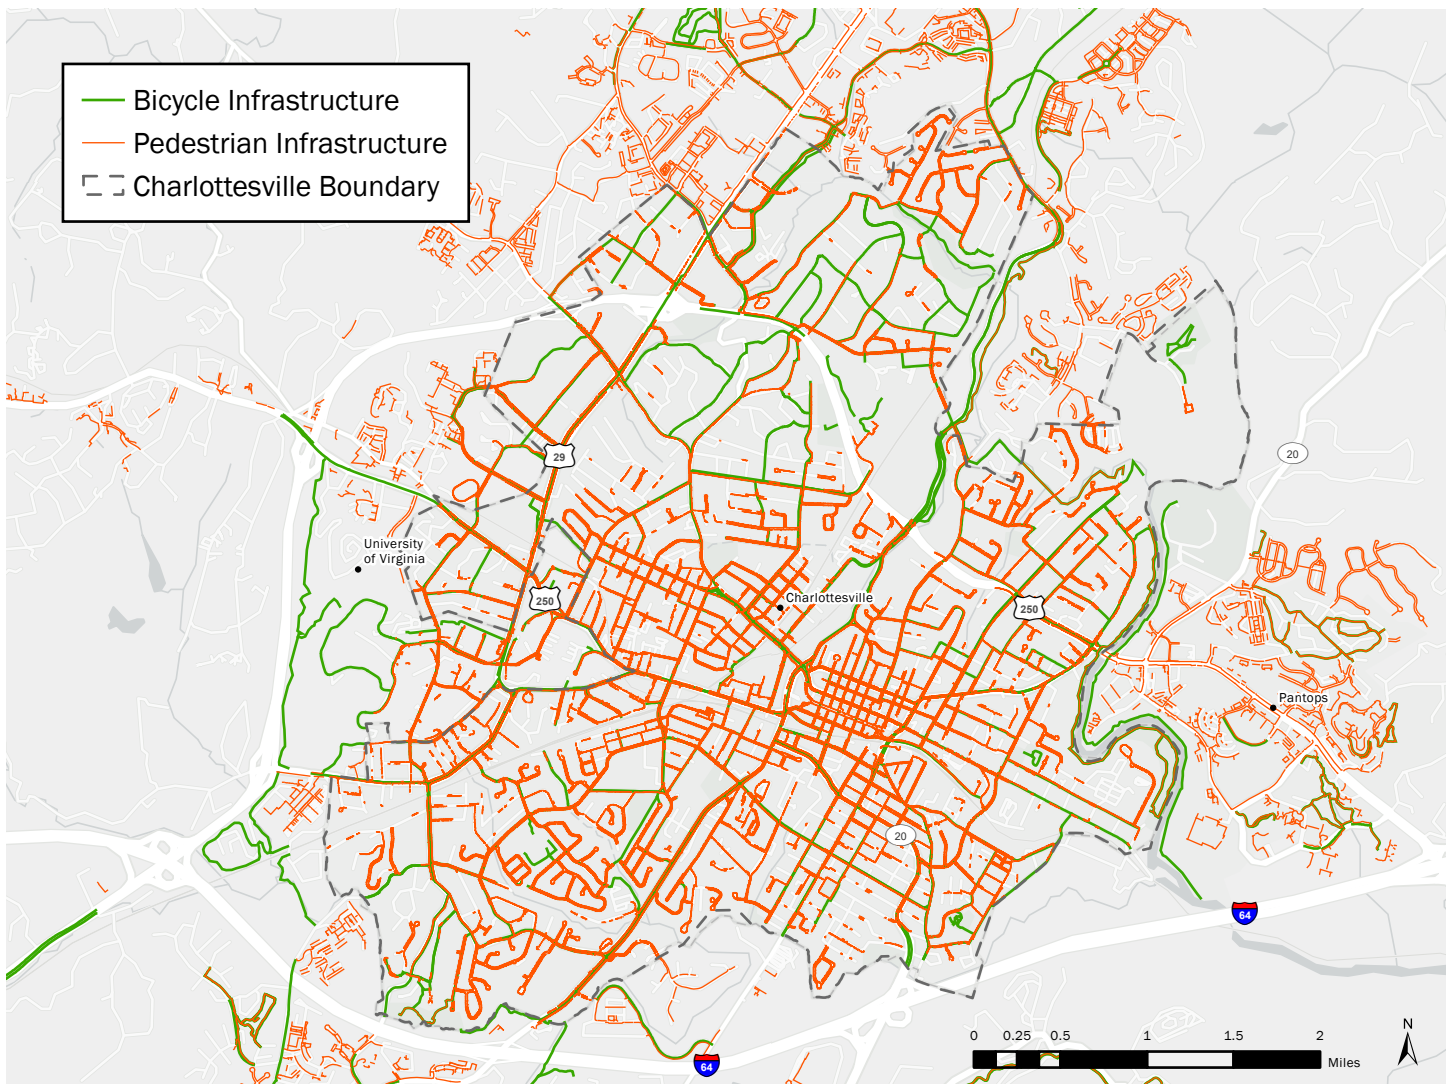 Bicycle Infrastructure
Pedestrian Infrastructure
Charlottesville Boundary
29
20
University
of Virginia
250
Charlottesville
250
Pantops
20
64
64
0 0.25 0.5 1 1.5 2
Miles
N